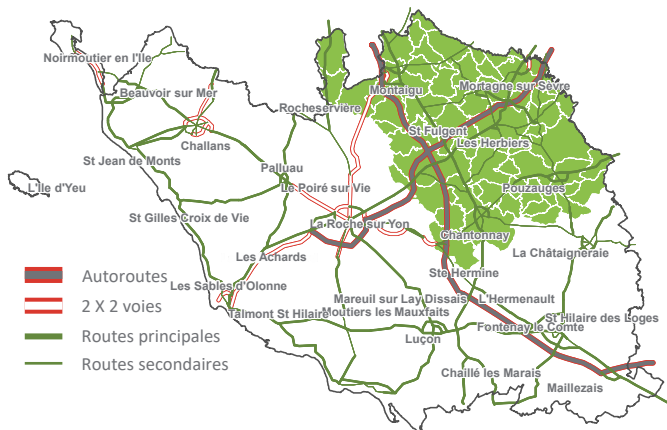 Noirmoutier en l'Ile
Beauvoir sur Mer
Challans
St Jean de Monts
L'Ile d'Yeu
St Gilles Croix de Vie
Palluau
Le Poiré sur Vie
Rocheservière
Montaigu
Mortagne sur Sèvre
St Fulgent
Les Herbiers
Pouzauges
La Roche sur Yon
Chantonnay
La Châtaigneraie
Les Achards
Ste Hermine
Les Sables d'Olonne
Talmont St Hilaire
Mareuil sur Lay Dissais
Moutiers les Mauxfaits
L'Hermenault
St Hilaire des Loges
Fontenay le Comte
Luçon
Chaillé les Marais
Maillezais
Autoroutes
2 X 2 voies
Routes principales
Routes secondaires